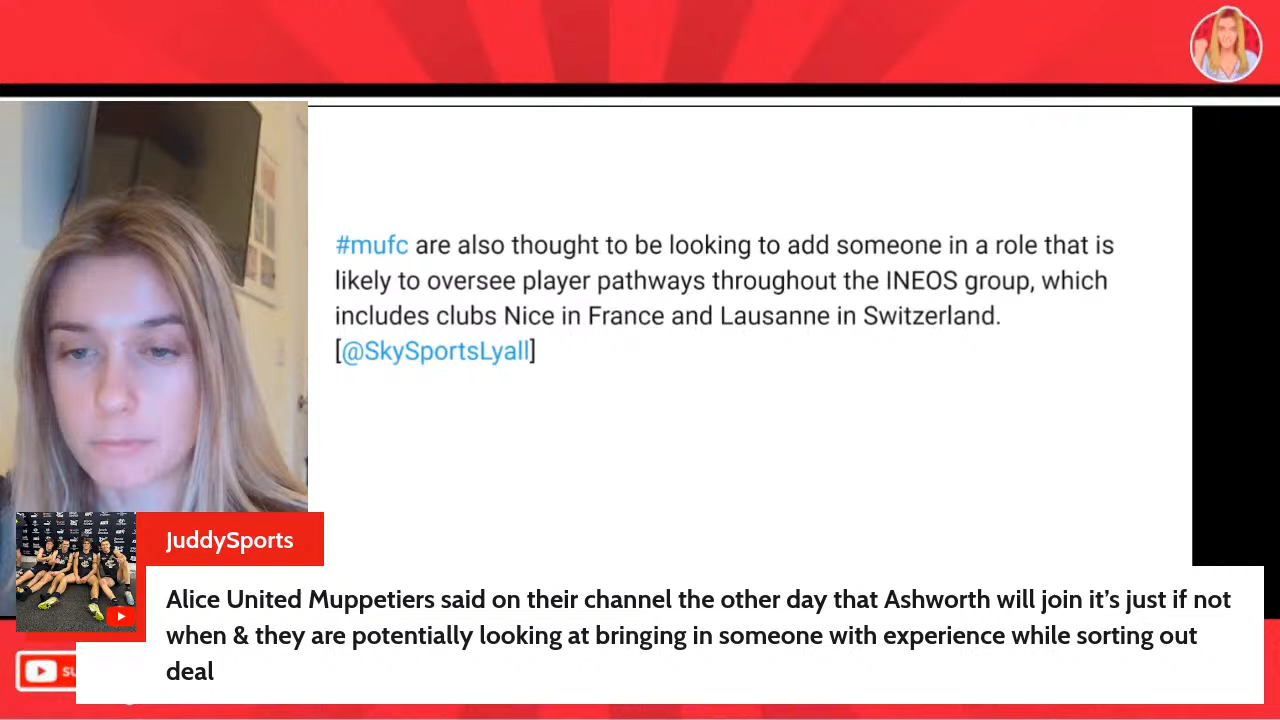 #mufc are also thought to be looking to add someone in a role that is
likely to oversee player pathways throughout the INEOS group, which
includes clubs Nice in France and Lausanne in Switzerland.
[@SkySportsLyall]
JuddySports
Alice United Muppetiers said on their channel the other day that Ashworth will join it’s just if not
when & they are potentially looking at bringing in someone with experience while sorting out
deal